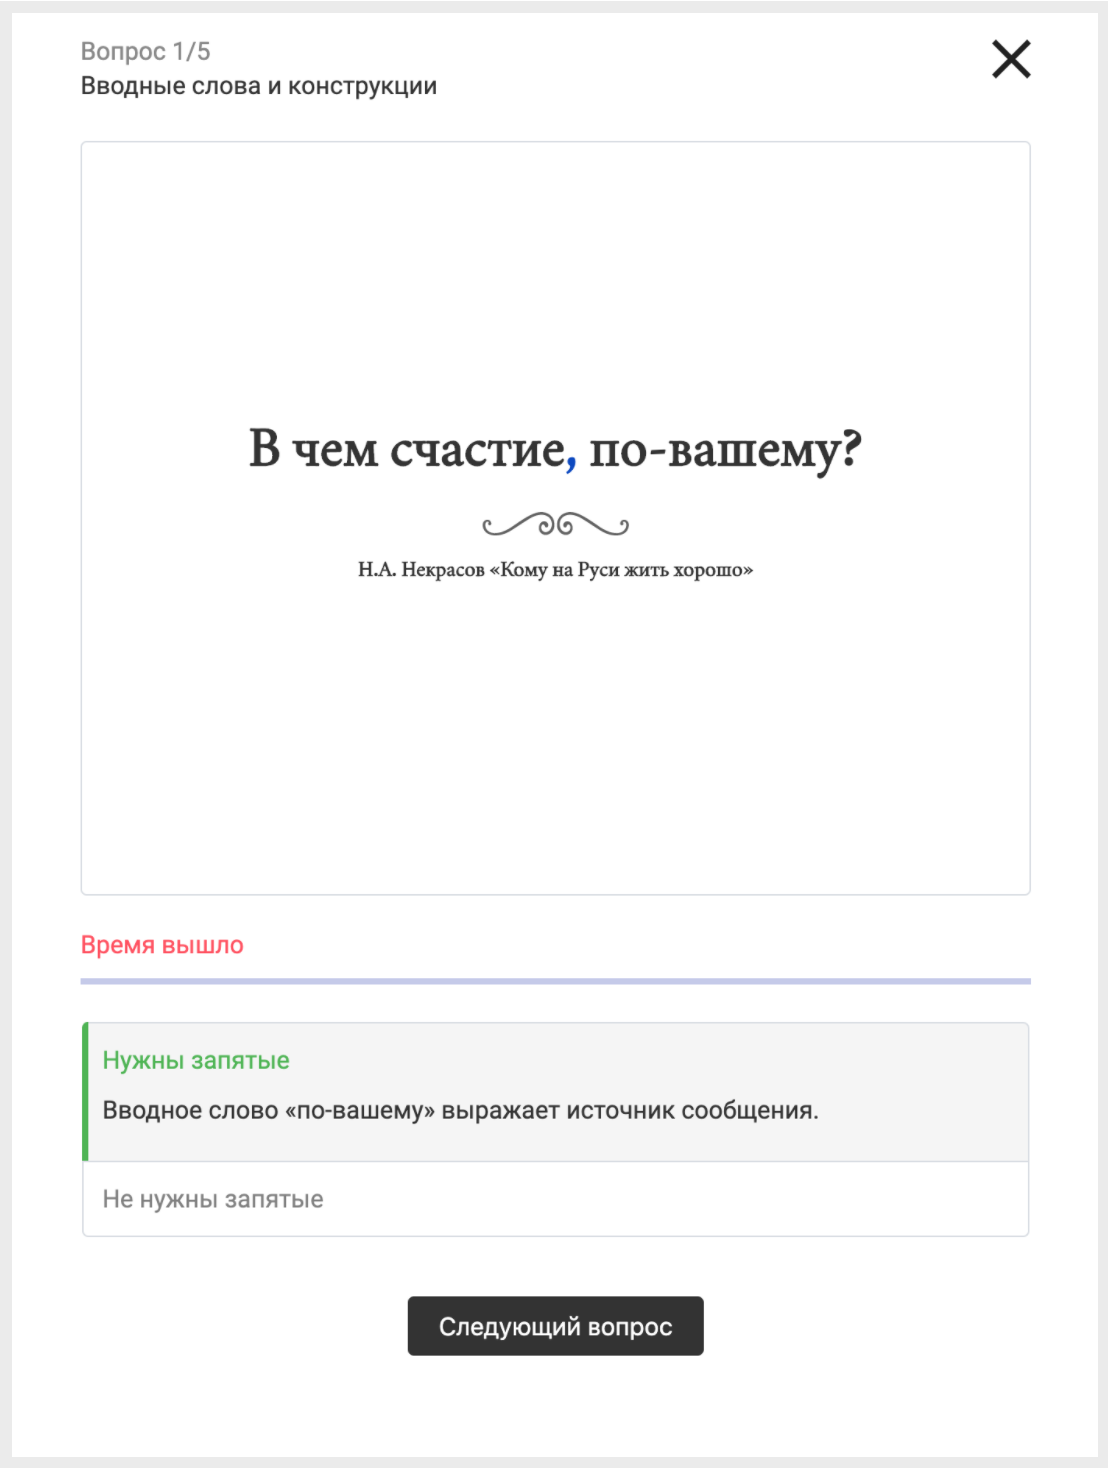 Вопрос 1/5
Вводные слова и конструкции
В чем счастие, по-вашему?
Н.А. Некрасов «Кому на Руси жить хорошо»
Время вышло
Нужны запятые
Вводное слово «по-вашему» выражает источник сообщения.
Не нужны запятые
Следующий вопрос